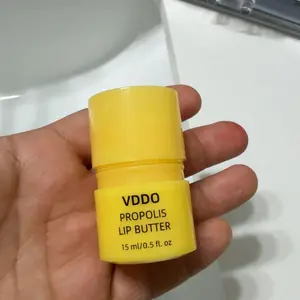 VDDO
PROPOLIS
LIP BUTTER
15 ml/0.5 fl. oz